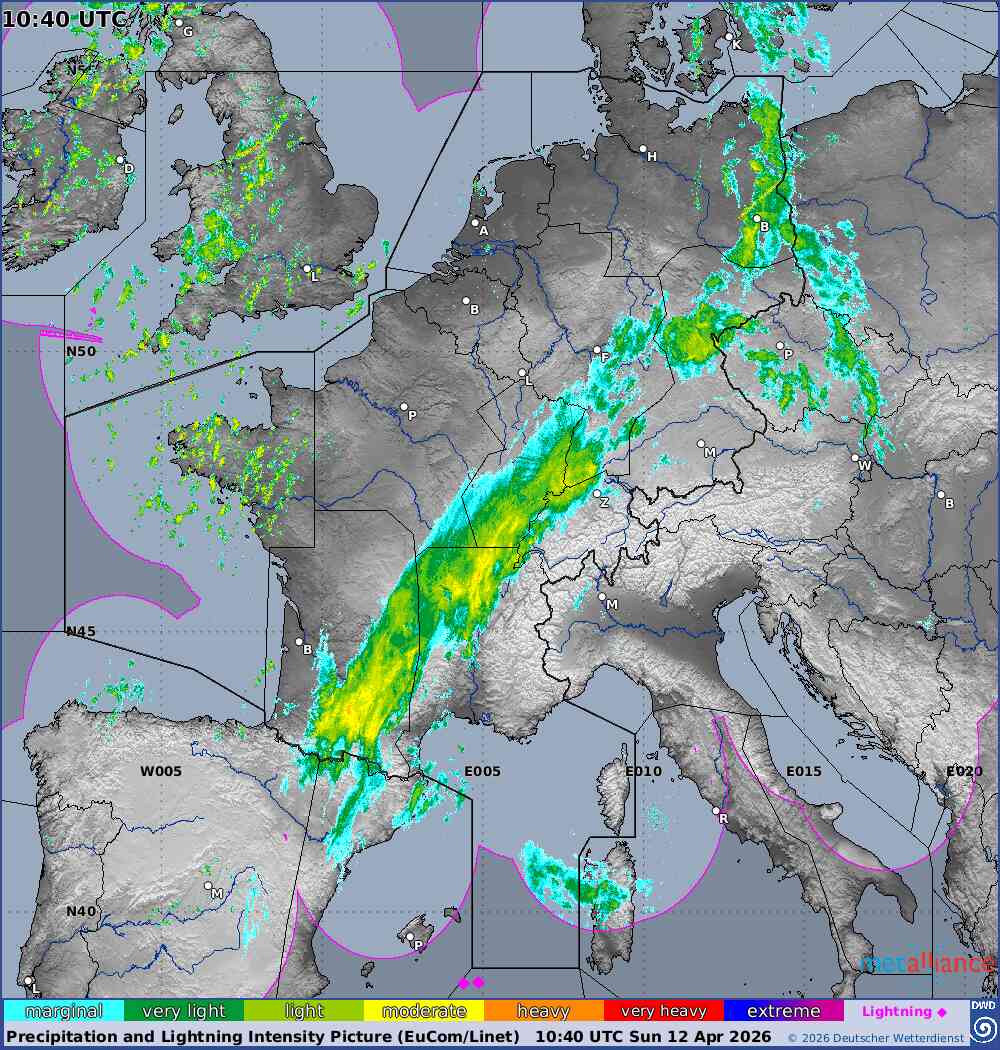 10:40 UTC
G
K
N55
H
D
A
B
L
B
N50
F
P
L
P
M
W
Z
B
M
N45
B
W005
E005
E010
E015
E020
R
M
N40
P
L
metalliance
marginal very light light moderate heavy very heavy extreme Lightning ◆
DWD
Precipitation and Lightning Intensity Picture (EuCom/Linet) 10:40 UTC Sun 12 Apr 2026 © 2026 Deutscher Wetterdienst